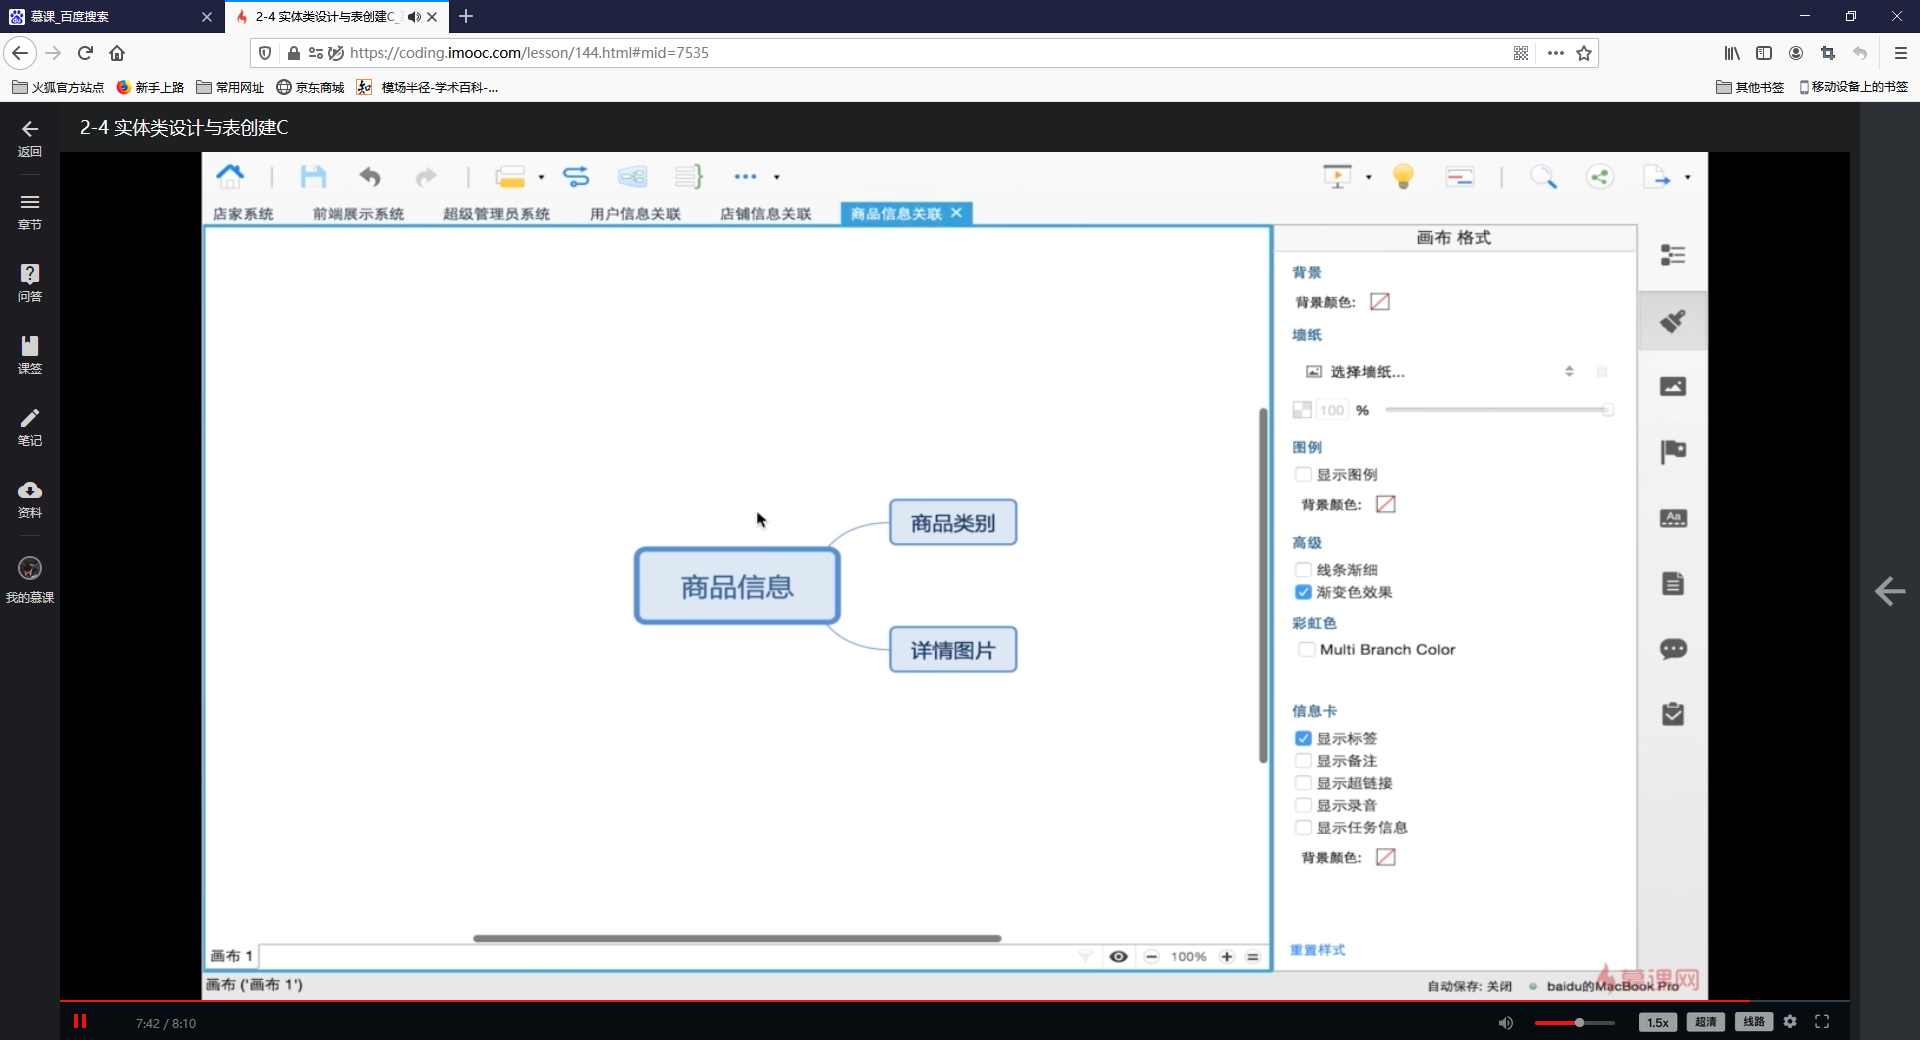 慕课_百度搜索
2-4 实体类设计与表创建C_
https://coding.imooc.com/lesson/144.html#mid=7535
火狐官方站点
新手上路
常用网址
京东商城
模场半径-学术百科-...
其他书签
移动设备上的书签
返回
章节
问答
课签
笔记
资料
我的慕课
2-4 实体类设计与表创建C
店家系统
前端展示系统
超级管理员系统
用户信息关联
店铺信息关联
商品信息关联
商品信息
商品类别
详情图片
画布 格式
背景
背景颜色:
墙纸
选择墙纸...
100 %
图例
显示图例
背景颜色:
高级
线条渐细
渐变色效果
彩虹色
Multi Branch Color
信息卡
显示标签
显示备注
显示超链接
显示录音
显示任务信息
背景颜色:
重置样式
Aa
画布 1
100%
画布 ('画布 1')
自动保存: 关闭
baidu的MacBook Pro
慕课网
7:42 / 8:10
1.5x
超清
线路